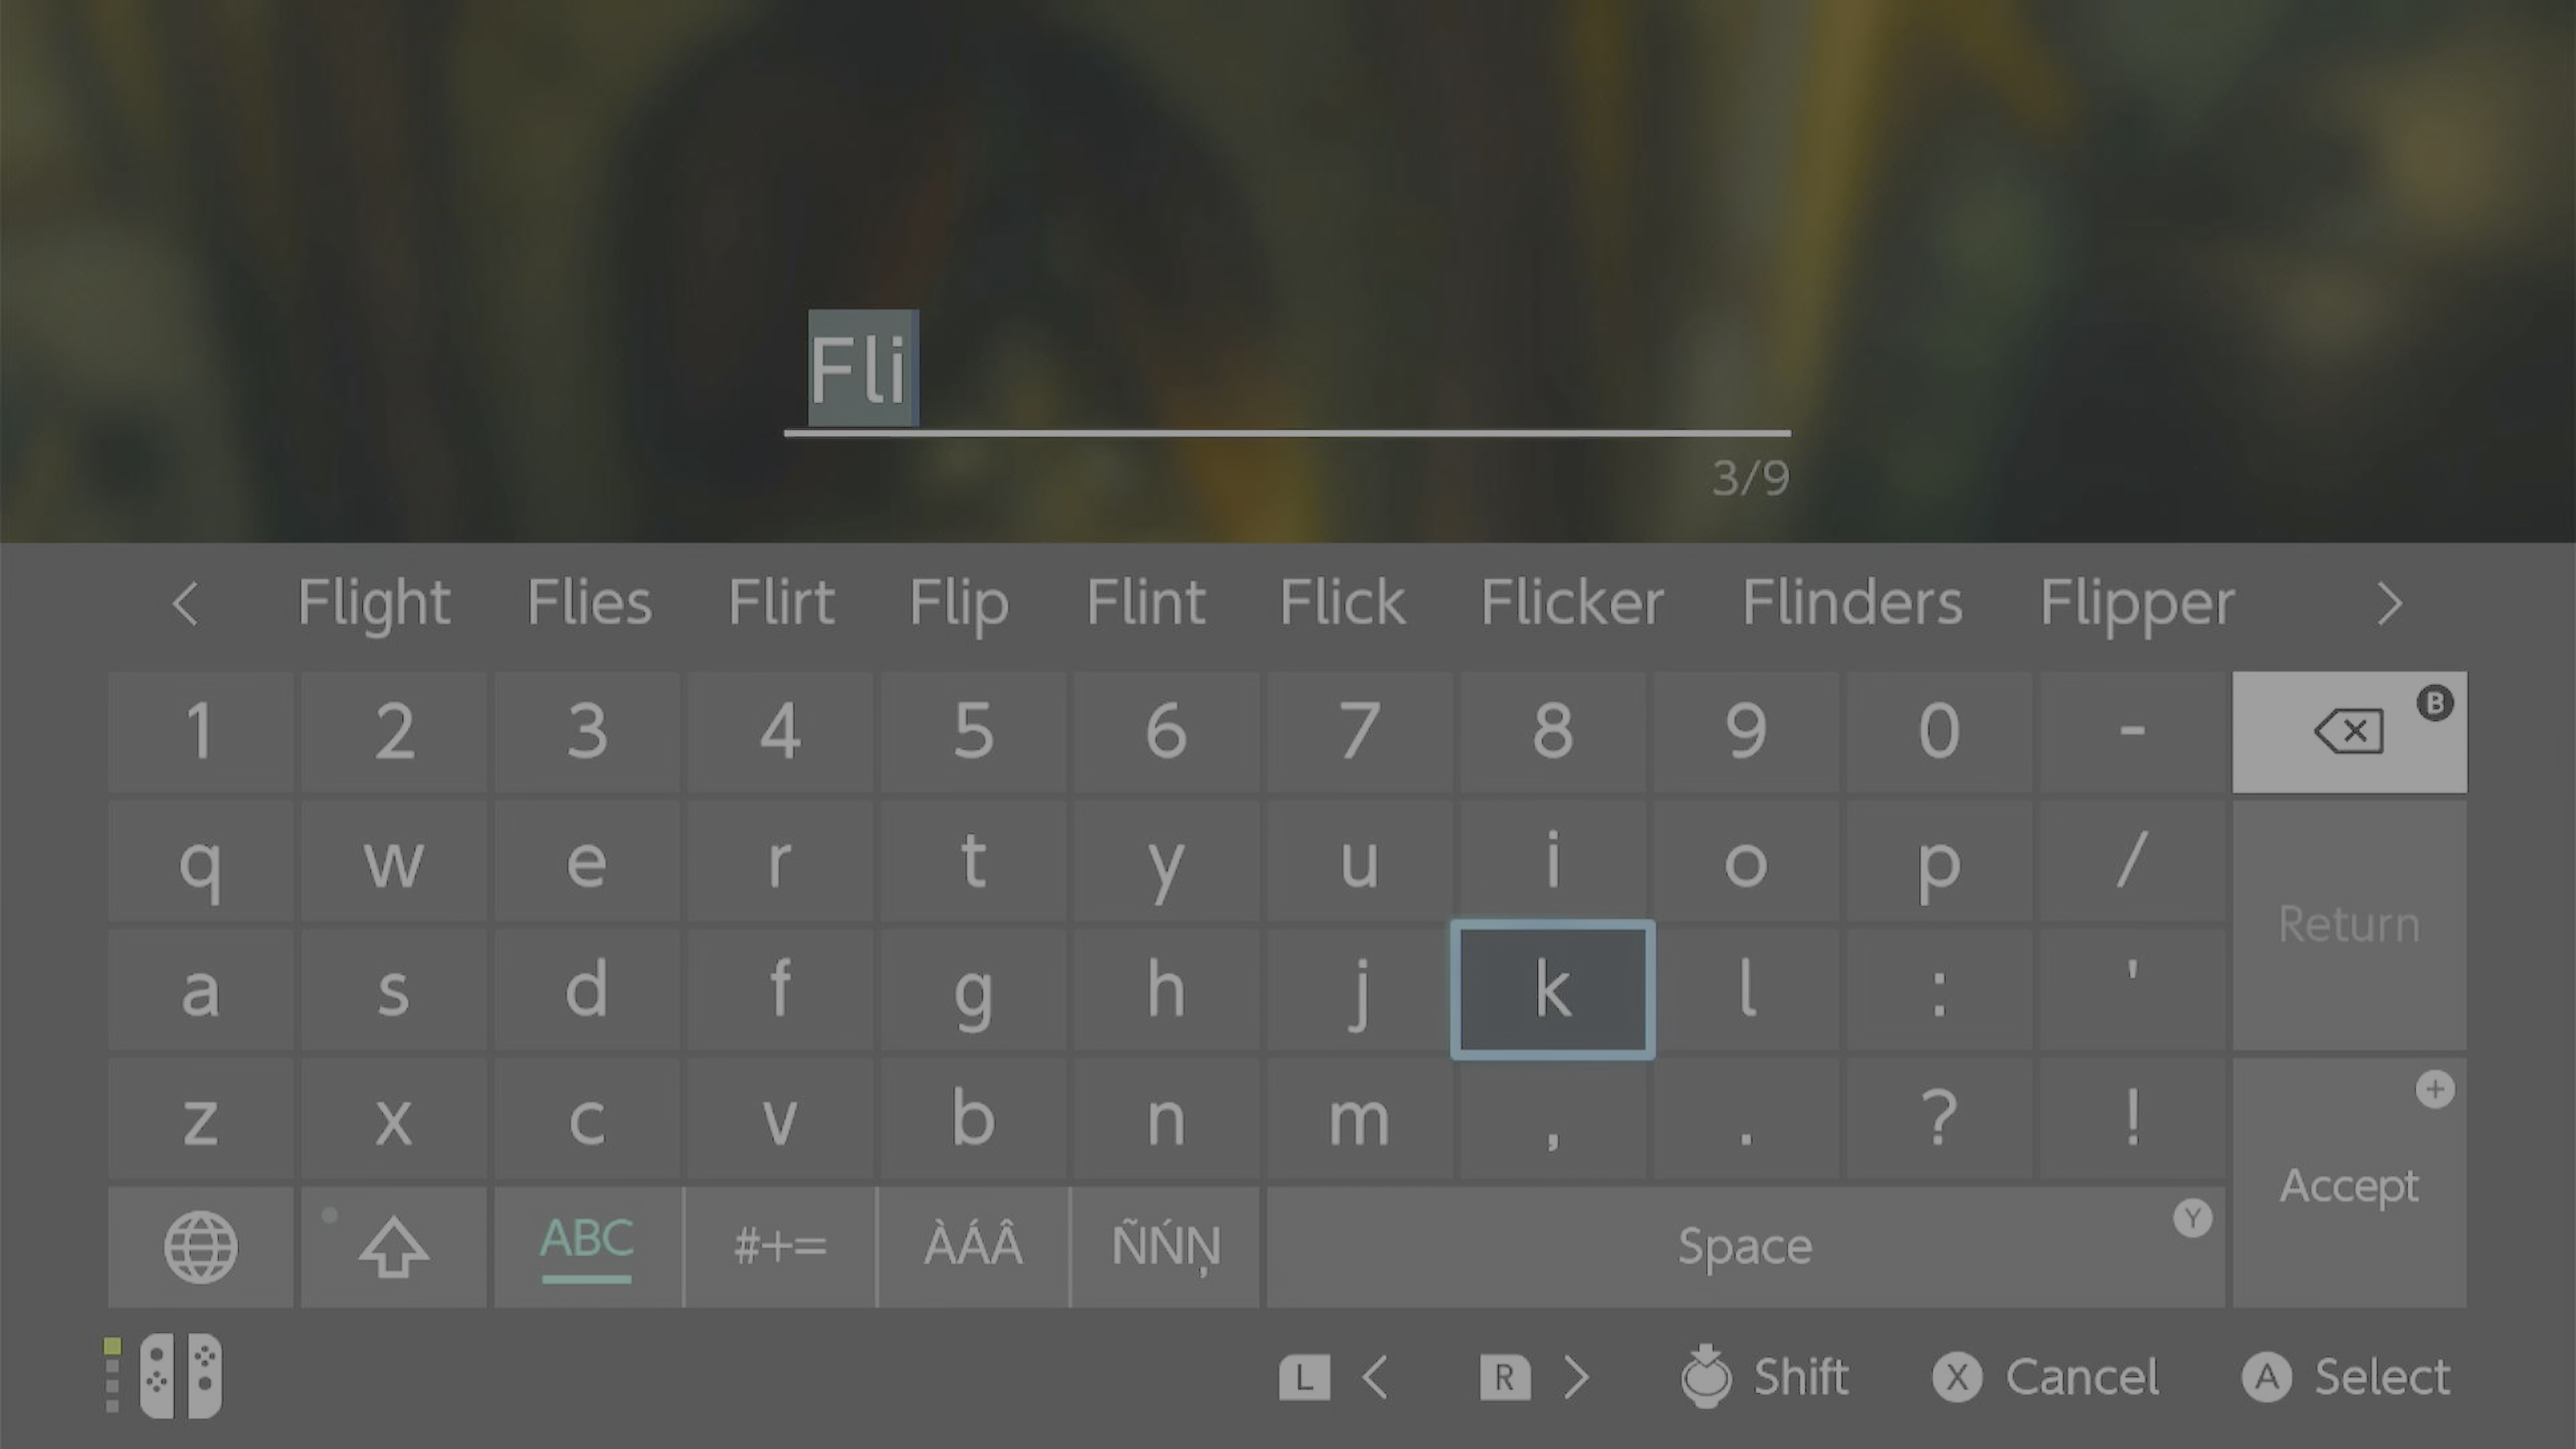 Fli
3/9
< Flight Flies Flirt Flip Flint Flick Flicker Flinders Flipper >
1 2 3 4 5 6 7 8 9 0 - B
q w e r t y u i o p / Return
a s d f g h j k l : '
z x c v b n m , . ? ! + Accept
ABC #+= ÀÁÂ ÑŃŅ Space Y
L < R > Shift X Cancel A Select